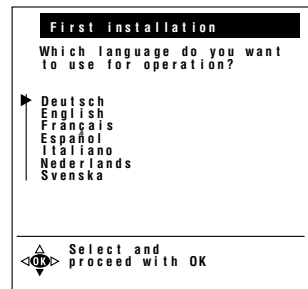 First installation
Which language do you want
to use for operation?
Deutsch
English
Français
Español
Italiano
Nederlands
Svenska
OK
Select and
proceed with OK